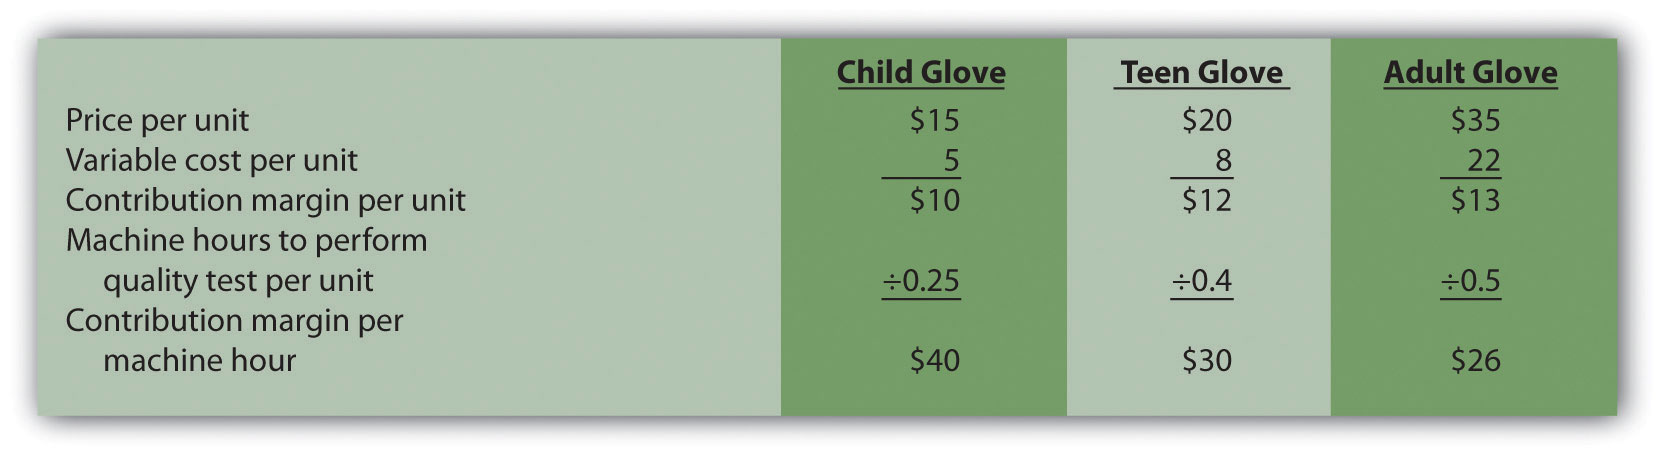 Child Glove Teen Glove Adult Glove
Price per unit $15 $20 $35
Variable cost per unit 5 8 22
Contribution margin per unit $10 $12 $13
Machine hours to perform
quality test per unit ÷0.25 ÷0.4 ÷0.5
Contribution margin per
machine hour $40 $30 $26